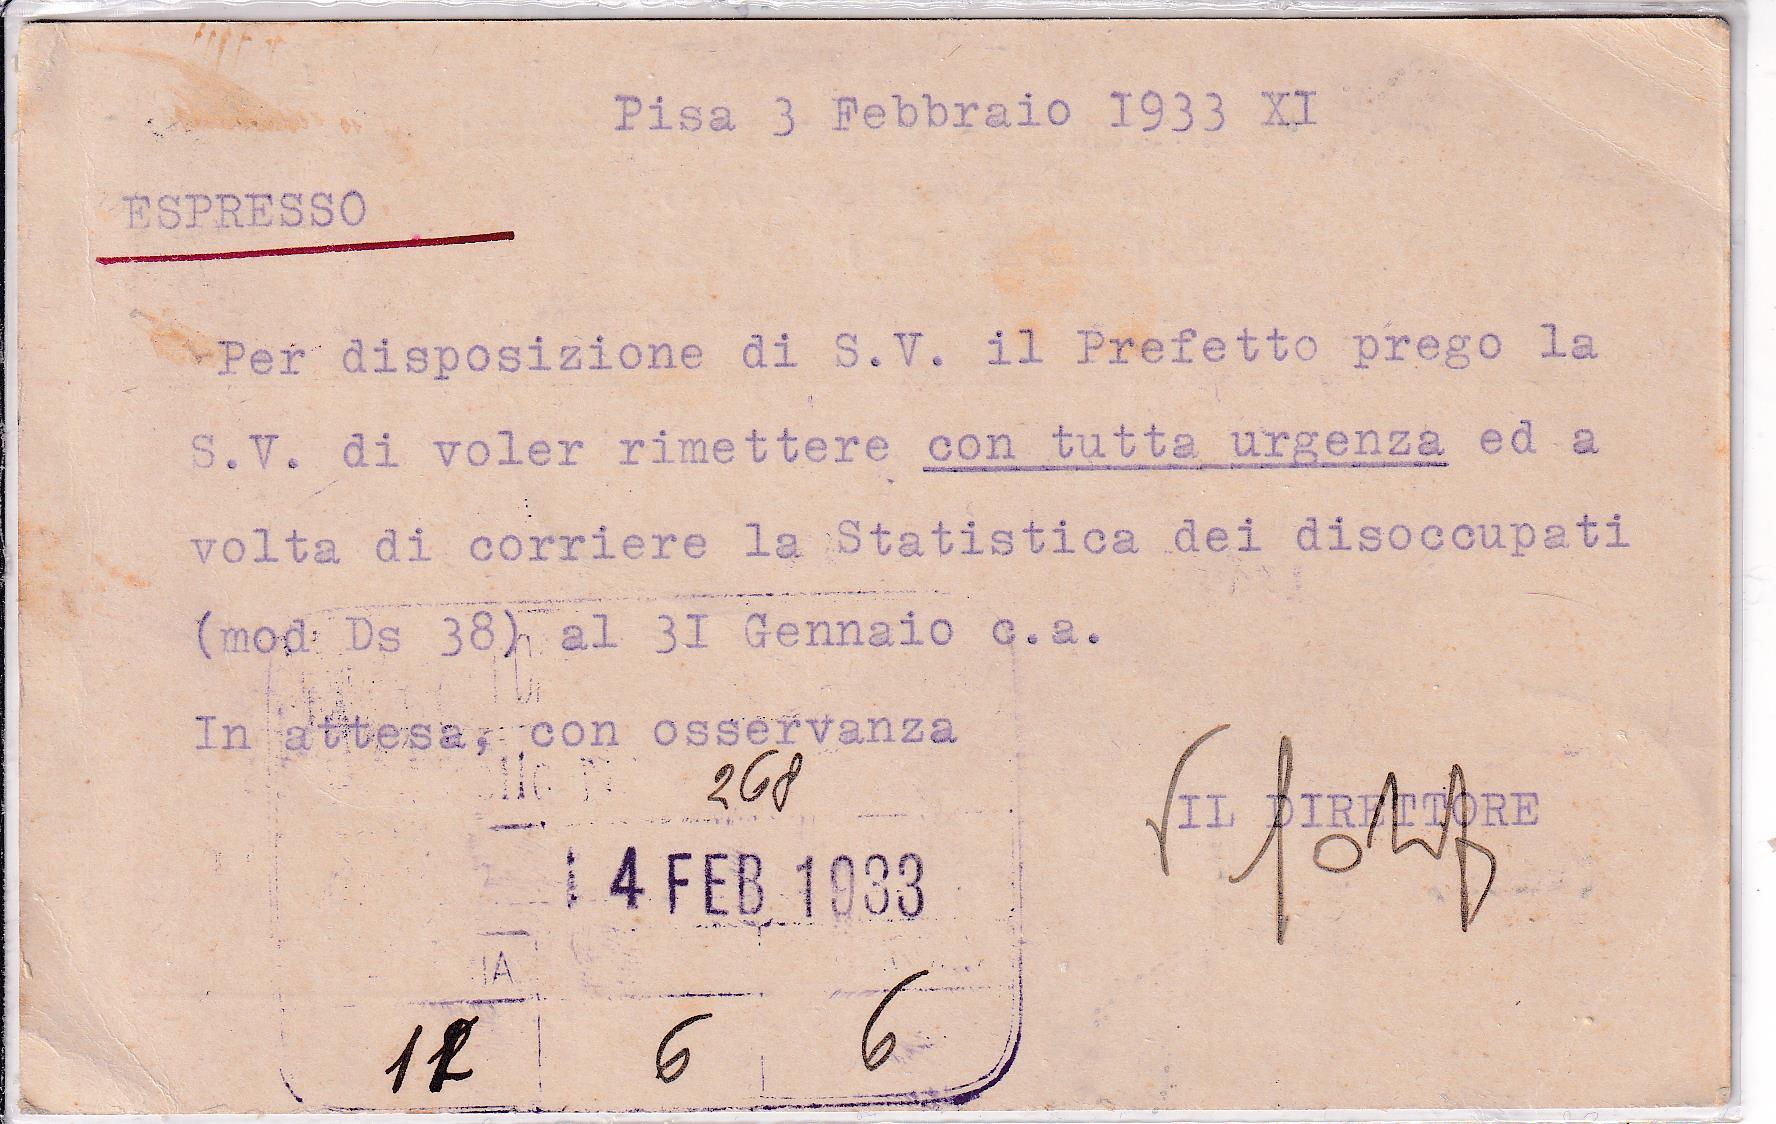 Pisa 3 Febbraio I933 XI
ESPRESSO
Per disposizione di S.V. il Prefetto prego la
S.V. di voler rimettere con tutta urgenza ed a
volta di corriere la Statistica dei disoccupati
(mod Ds 38) al 3I Gennaio c.a.
In attesa, con osservanza
268
IL DIRETTORE
4 FEB 1933
IA
12 6 6